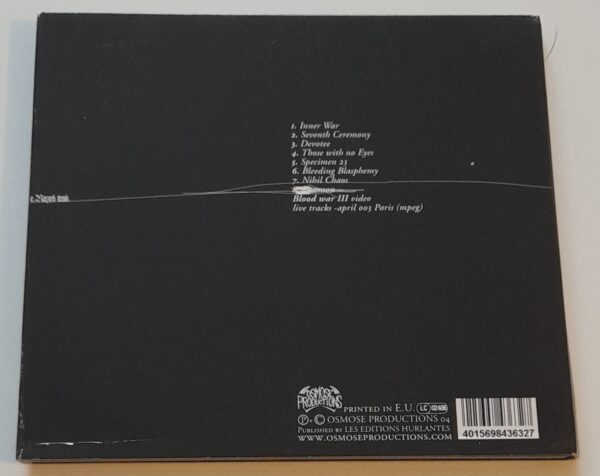 1. Inner War
2. Seventh Ceremony
3. Devotee
4. Those with no Eyes
5. Specimen 23
6. Bleeding Blasphemy
7. Nihil Chaos
Blood war III video
live tracks -april 003 Paris (mpeg)
OSMOSE
PRODUCTIONS
PRINTED IN E.U. LC 02406
℗ + © OSMOSE PRODUCTIONS 04
PUBLISHED BY LES EDITIONS HURLANTES
WWW.OSMOSEPRODUCTIONS.COM
4015698436327